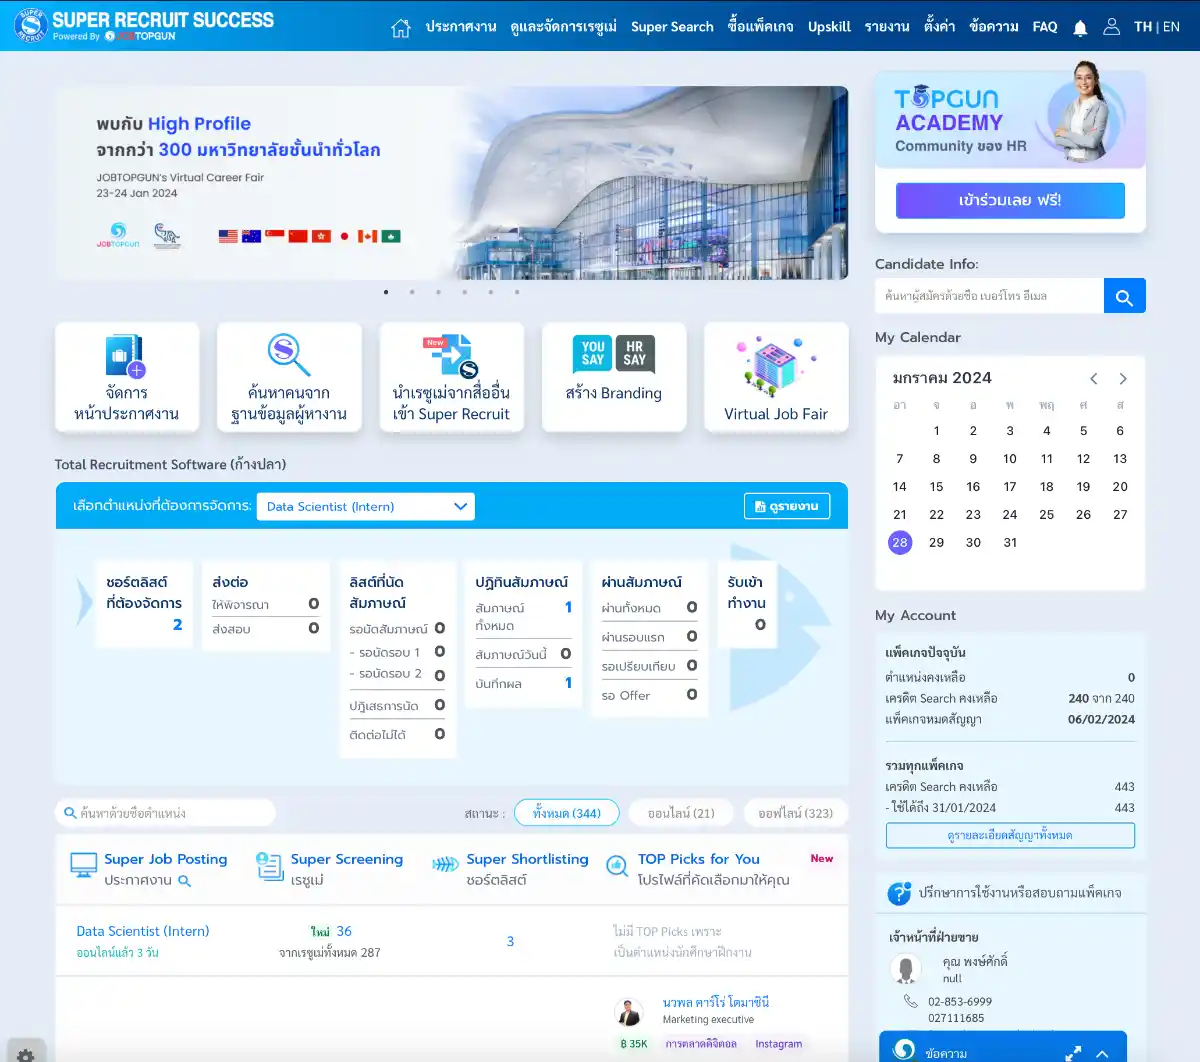 SUPER RECRUIT SUCCESS
Powered By JOBTOPGUN
ประกาศงาน ดูและจัดการเรซูเม่ Super Search ซื้อแพ็กเกจ Upskill รายงาน ตั้งค่า ข้อความ FAQ TH | EN
พบกับ High Profile
จากกว่า 300 มหาวิทยาลัยชั้นนำทั่วโลก
JOBTOPGUN's Virtual Career Fair
23-24 Jan 2024
JOBTOPGUN
TOPGUN
ACADEMY
Community ของ HR
เข้าร่วมเลย ฟรี!
Candidate Info:
ค้นหาผู้สมัครด้วยชื่อ เบอร์โทร อีเมล
จัดการ
หน้าประกาศงาน
ค้นหาคนจาก
ฐานข้อมูลผู้หางาน
New
นำเรซูเม่จากสื่ออื่น
เข้า Super Recruit
YOU SAY
HR SAY
สร้าง Branding
Virtual Job Fair
My Calendar
มกราคม 2024
อา จ อ พ พฤ ศ ส
1 2 3 4 5 6
7 8 9 10 11 12 13
14 15 16 17 18 19 20
21 22 23 24 25 26 27
28 29 30 31
Total Recruitment Software (ก้างปลา)
เลือกตำแหน่งที่ต้องการจัดการ: Data Scientist (Intern)
ดูรายงาน
ชอร์ตลิสต์
ที่ต้องจัดการ
2
ส่งต่อ
ให้พิจารณา 0
ส่งสอบ 0
ลิสต์ที่นัด
สัมภาษณ์
รอนัดสัมภาษณ์ 0
- รอนัดรอบ 1 0
- รอนัดรอบ 2 0
ปฏิเสธการนัด 0
ติดต่อไม่ได้ 0
ปฏิทินสัมภาษณ์
สัมภาษณ์ 1
ทั้งหมด
สัมภาษณ์วันนี้ 0
บันทึกผล 1
ผ่านสัมภาษณ์
ผ่านทั้งหมด 0
ผ่านรอบแรก 0
รอเปรียบเทียบ 0
รอ Offer 0
รับเข้า
ทำงาน
0
My Account
แพ็กเกจปัจจุบัน
ตำแหน่งคงเหลือ 0
เครดิต Search คงเหลือ 240 จาก 240
แพ็กเกจหมดสัญญา 06/02/2024
รวมทุกแพ็กเกจ
เครดิต Search คงเหลือ 443
- ใช้ได้ถึง 31/01/2024 443
ดูรายละเอียดสัญญาทั้งหมด
ค้นหาด้วยชื่อตำแหน่ง
สถานะ : ทั้งหมด (344) ออนไลน์ (21) ออฟไลน์ (323)
Super Job Posting
ประกาศงาน
Super Screening
เรซูเม่
Super Shortlisting
ชอร์ตลิสต์
TOP Picks for You New
โปรไฟล์ที่คัดเลือกมาให้คุณ
Data Scientist (Intern)
ออนไลน์แล้ว 3 วัน
ใหม่ 36
จากเรซูเม่ทั้งหมด 287
3
ไม่มี TOP Picks เพราะ
เป็นตำแหน่งนักศึกษาฝึกงาน
นวพล คาร์โร่ โตมาซินี
Marketing executive
฿ 35K การตลาดดิจิตอล Instagram
ปรึกษาการใช้งานหรือสอบถามแพ็กเกจ
เจ้าหน้าที่ฝ่ายขาย
คุณ พงษ์ศักดิ์
null
02-853-6999
027111685
ข้อความ